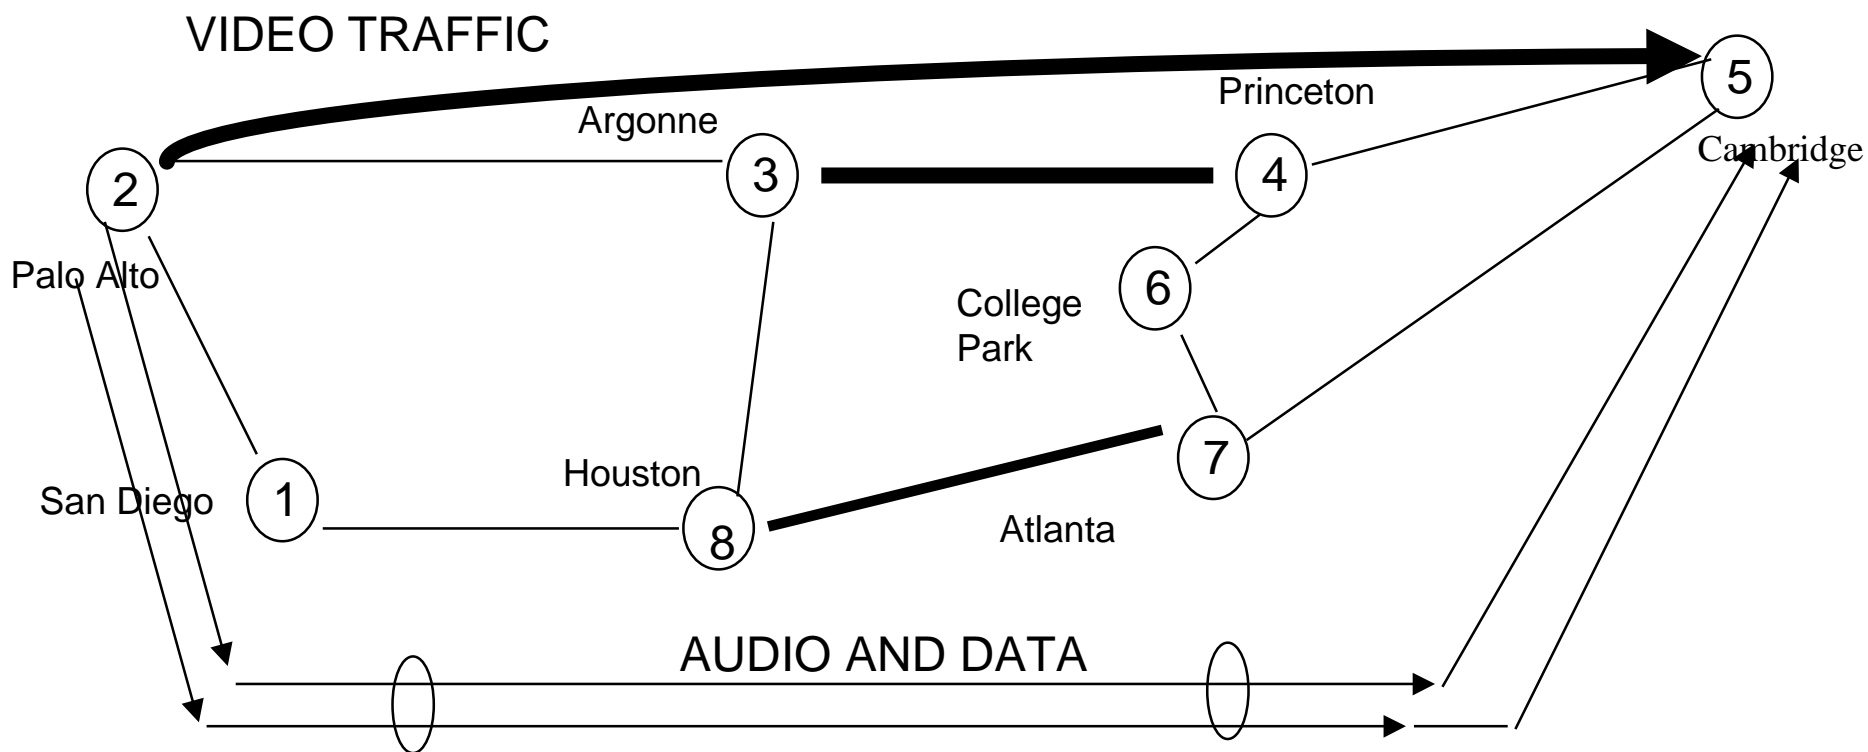 VIDEO TRAFFIC
Princeton
5
Argonne
Cambridge
2
3
4
Palo Alto
6
College
Park
7
Houston
San Diego
1
8
Atlanta
AUDIO AND DATA